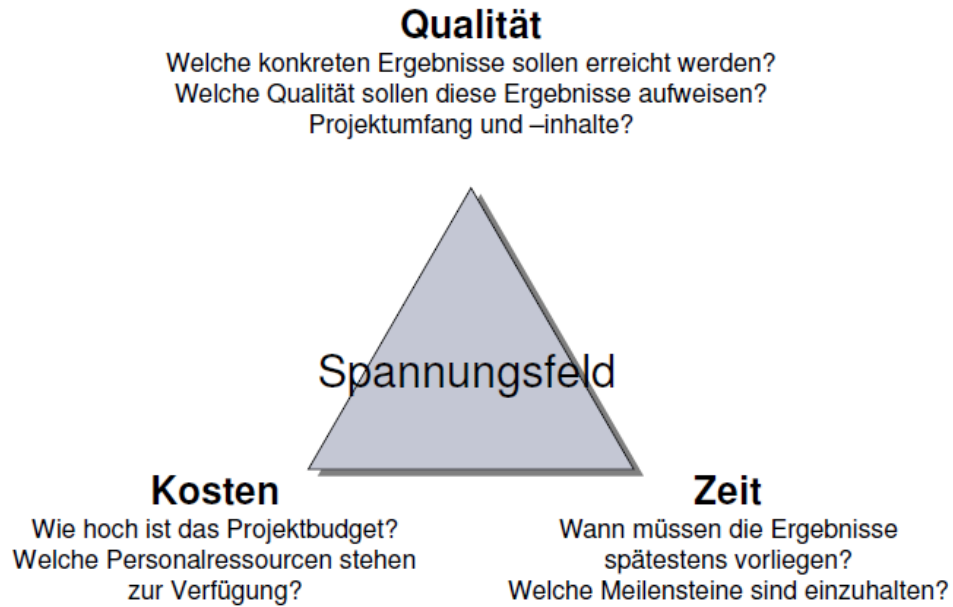 Qualität
Welche konkreten Ergebnisse sollen erreicht werden?
Welche Qualität sollen diese Ergebnisse aufweisen?
Projektumfang und –inhalte?
Spannungsfeld
Kosten
Wie hoch ist das Projektbudget?
Welche Personalressourcen stehen
zur Verfügung?
Zeit
Wann müssen die Ergebnisse
spätestens vorliegen?
Welche Meilensteine sind einzuhalten?